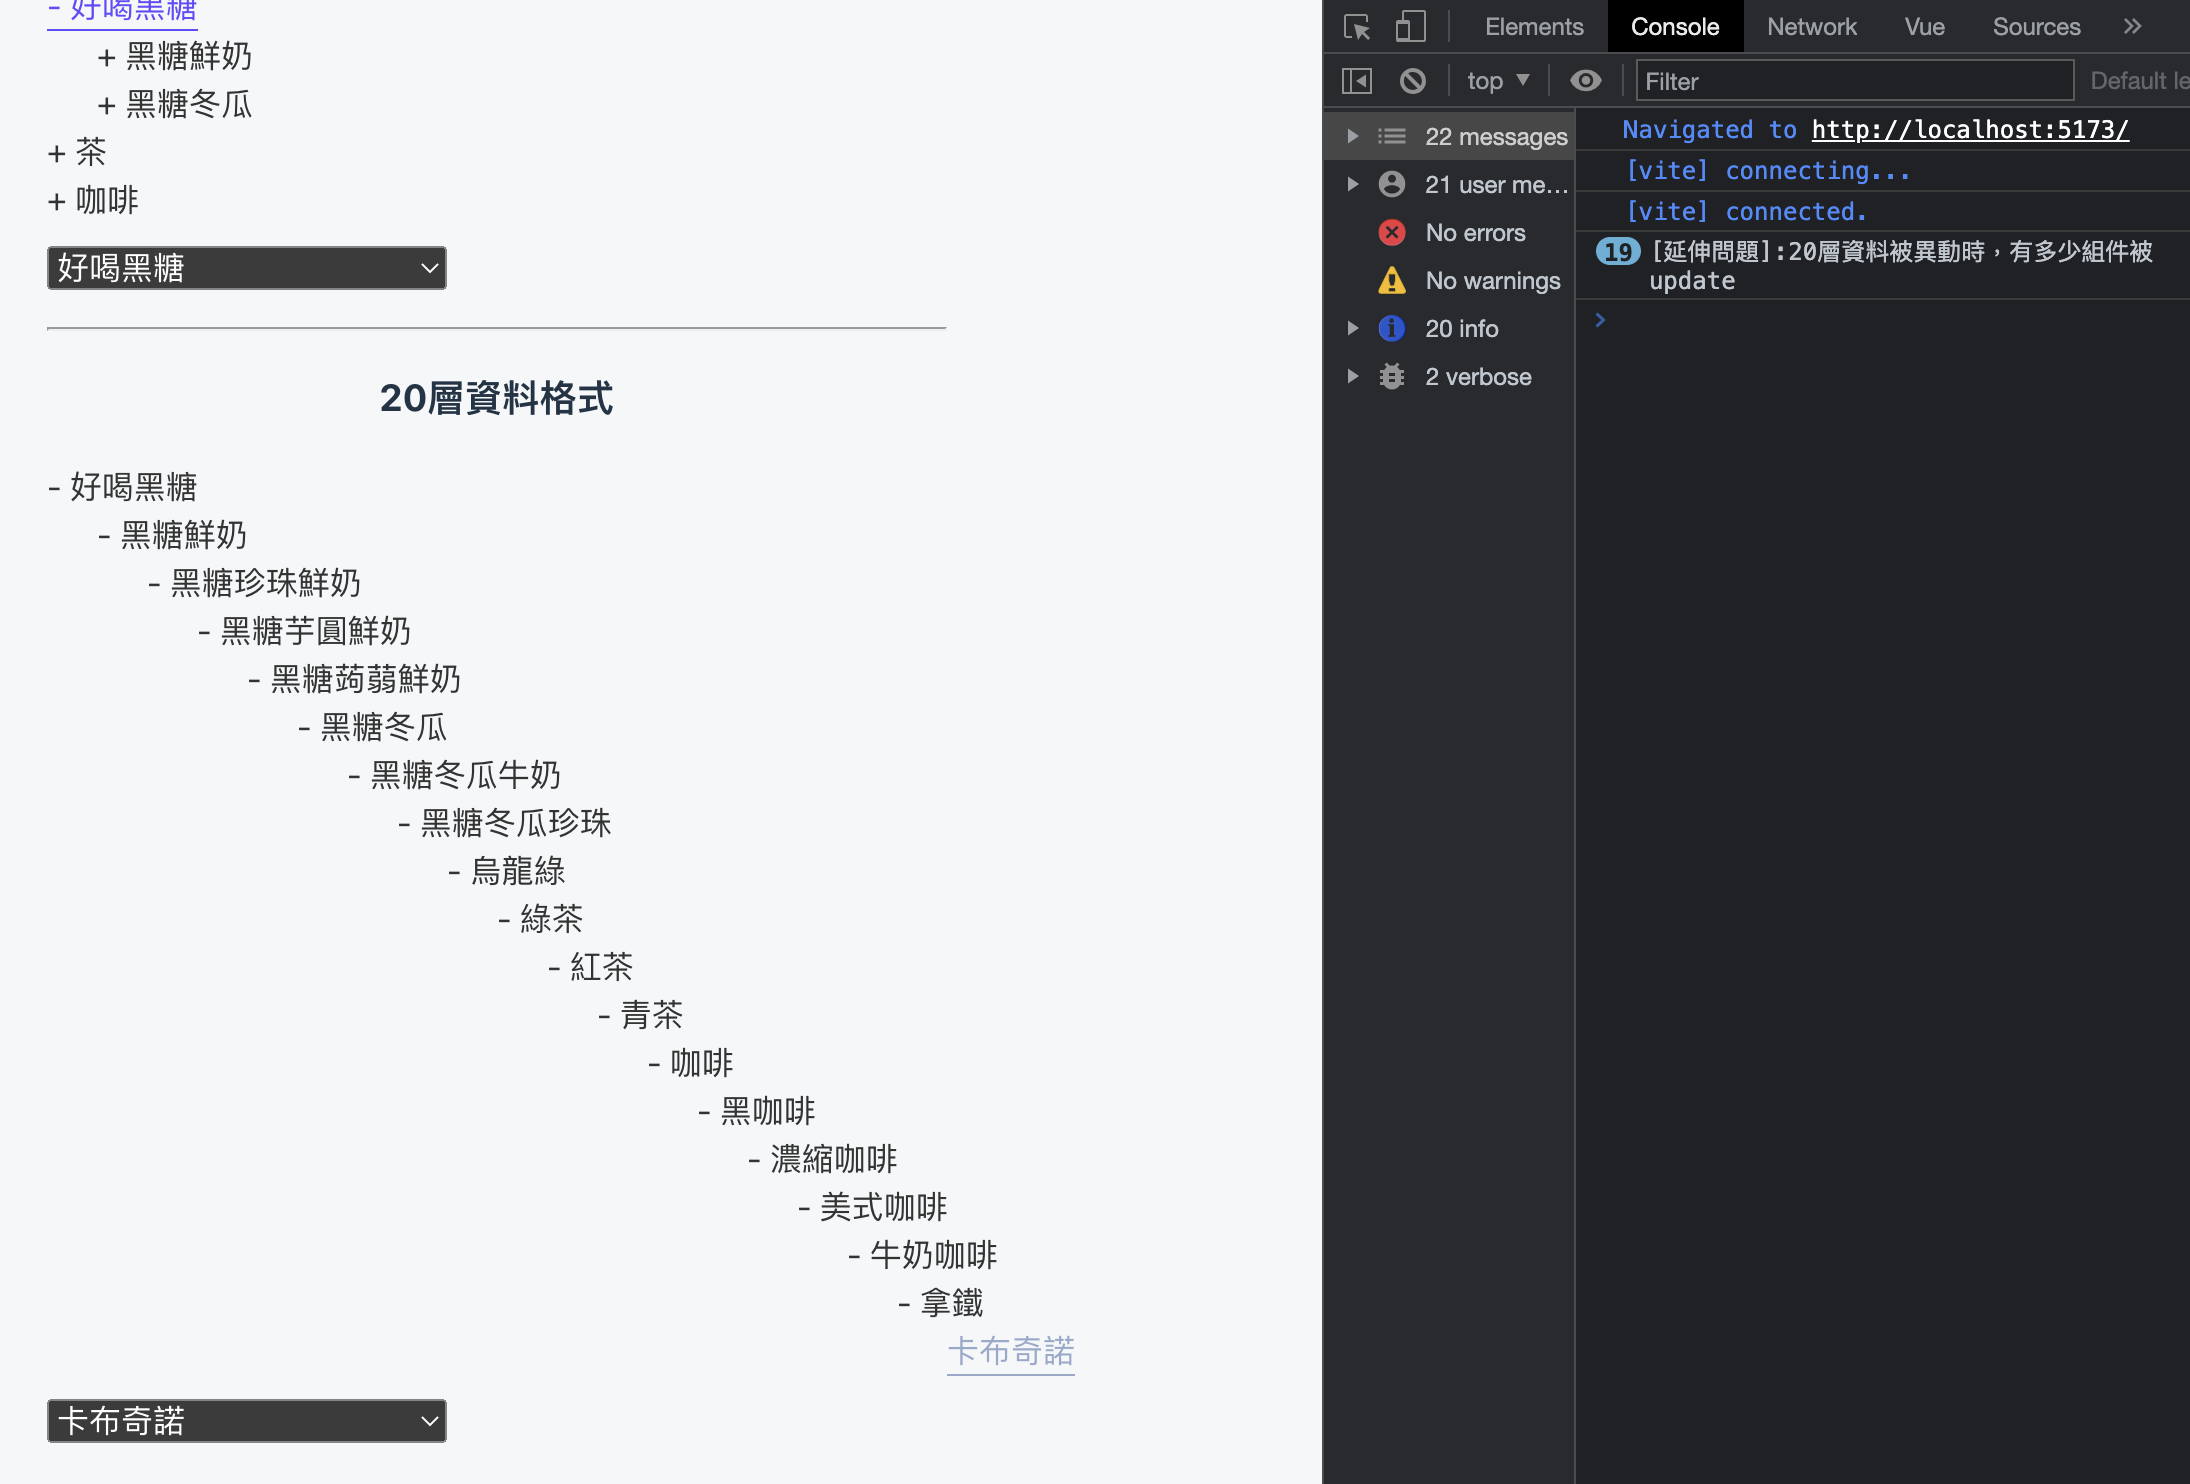 - 好喝黑糖
+ 黑糖鮮奶
+ 黑糖冬瓜
+ 茶
+ 咖啡
好喝黑糖
20層資料格式
- 好喝黑糖
- 黑糖鮮奶
- 黑糖珍珠鮮奶
- 黑糖芋圓鮮奶
- 黑糖蒟蒻鮮奶
- 黑糖冬瓜
- 黑糖冬瓜牛奶
- 黑糖冬瓜珍珠
- 烏龍綠
- 綠茶
- 紅茶
- 青茶
- 咖啡
- 黑咖啡
- 濃縮咖啡
- 美式咖啡
- 牛奶咖啡
- 拿鐵
卡布奇諾
卡布奇諾
Elements Console Network Vue Sources
top Filter Default le
22 messages
21 user me...
No errors
No warnings
20 info
2 verbose
Navigated to http://localhost:5173/
[vite] connecting...
[vite] connected.
19 [延伸問題]:20層資料被異動時，有多少組件被
update